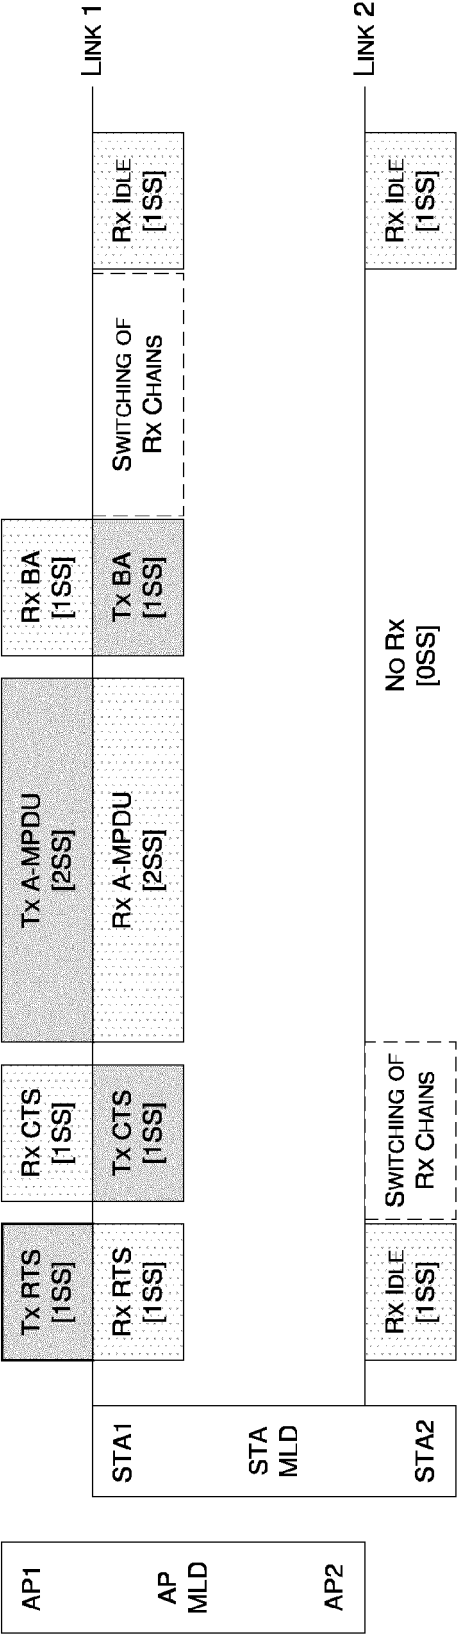 AP1
AP
MLD
AP2
STA1
STA
MLD
STA2
Tx RTS
[1SS]
Rx CTS
[1SS]
Tx A-MPDU
[2SS]
Rx BA
[1SS]
Rx RTS
[1SS]
Tx CTS
[1SS]
Rx A-MPDU
[2SS]
Tx BA
[1SS]
SWITCHING OF
Rx CHAINS
Rx IDLE
[1SS]
LINK 1
Rx IDLE
[1SS]
SWITCHING OF
Rx CHAINS
No Rx
[0SS]
Rx IDLE
[1SS]
LINK 2